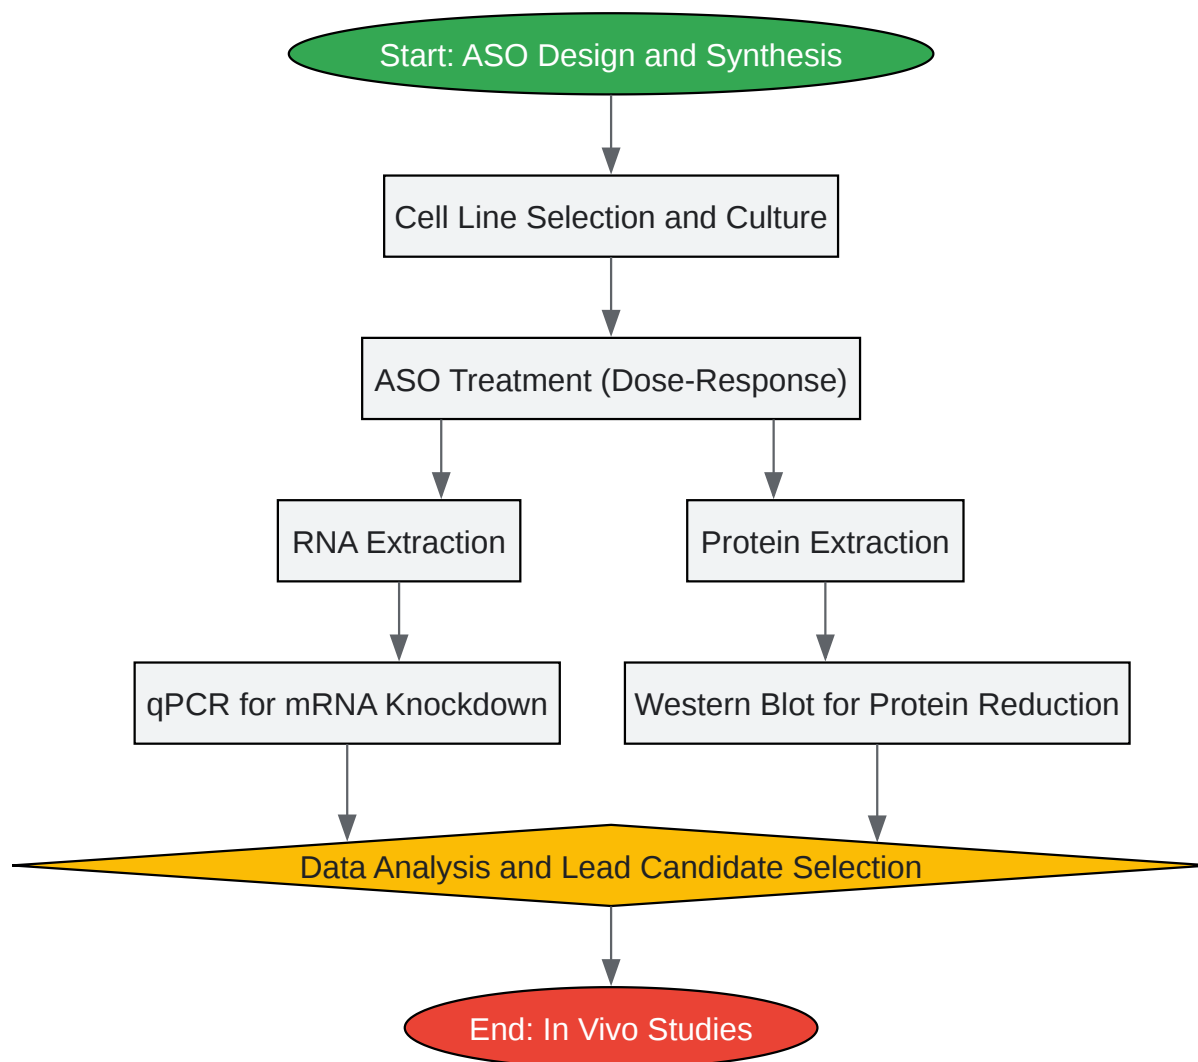 Start: ASO Design and Synthesis
Cell Line Selection and Culture
ASO Treatment (Dose-Response)
RNA Extraction
Protein Extraction
qPCR for mRNA Knockdown
Western Blot for Protein Reduction
Data Analysis and Lead Candidate Selection
End: In Vivo Studies